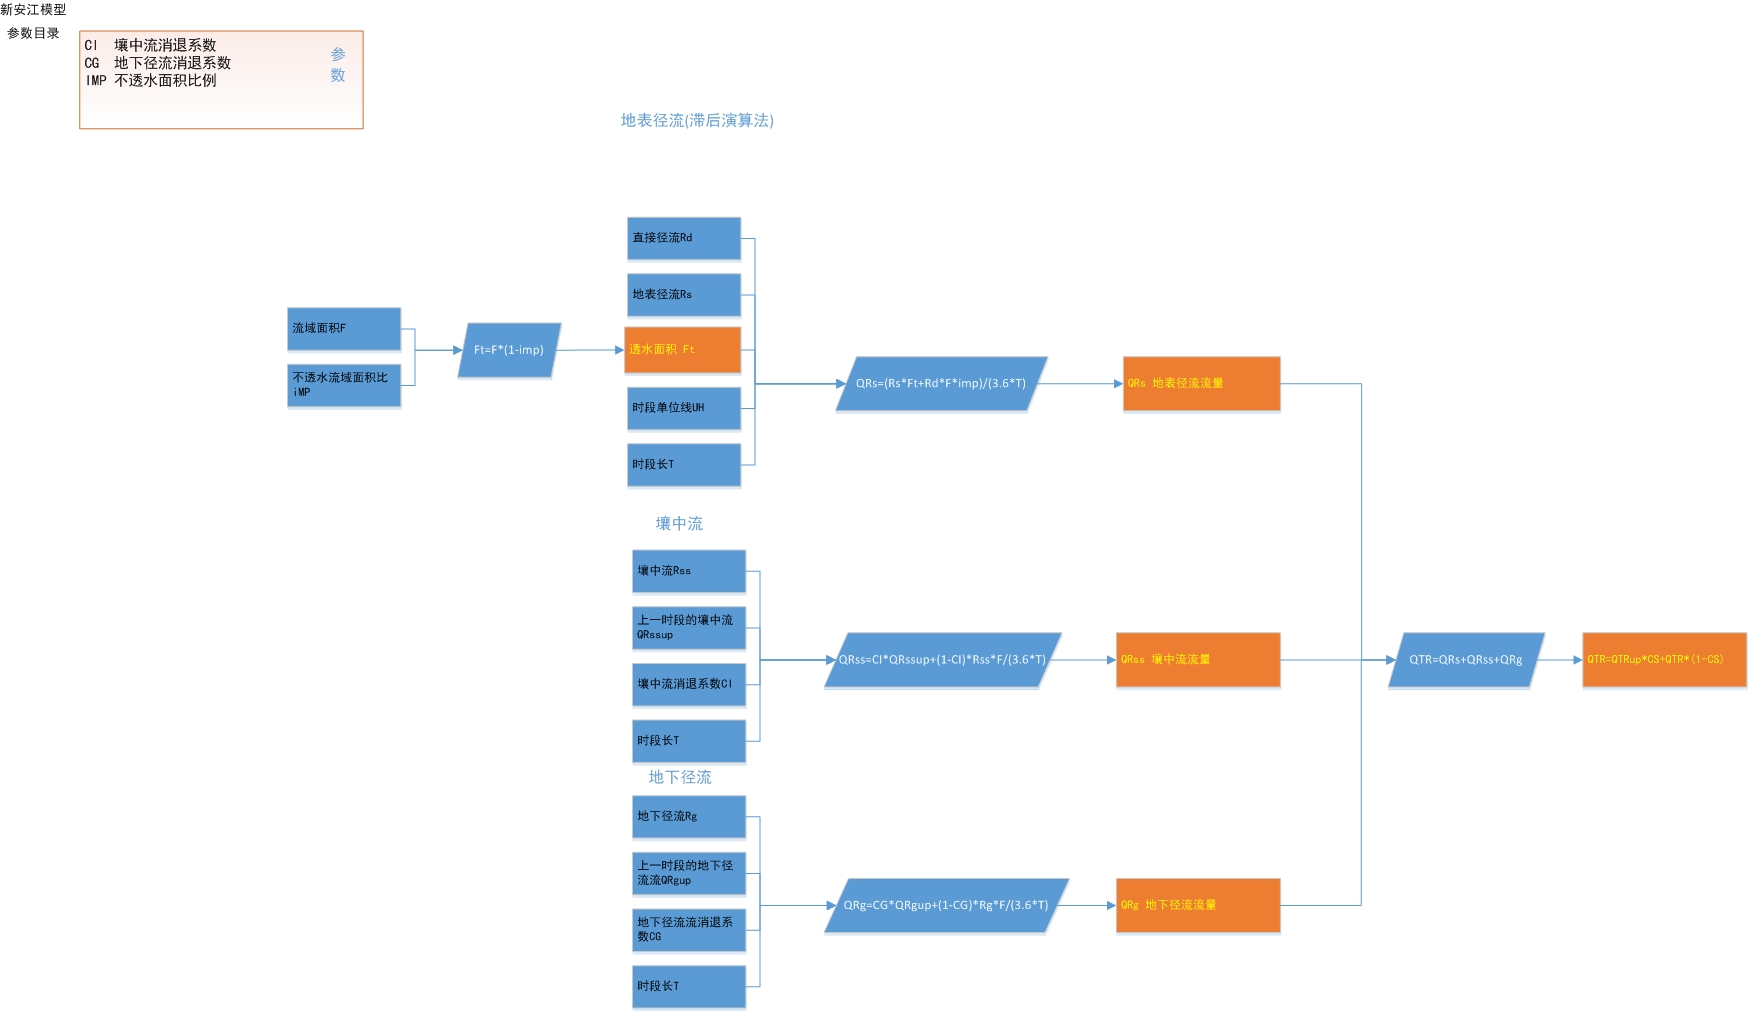 新安江模型
参数目录
CI 壤中流消退系数
CG 地下径流消退系数
IMP 不透水面积比例
参
数
地表径流(滞后演算法)
直接径流Rd
地表径流Rs
流域面积F
不透水流域面积比
iMP
Ft=F*(1-imp)
透水面积 Ft
时段单位线UH
时段长T
QRs=(Rs*Ft+Rd*F*imp)/(3.6*T)
QRs 地表径流流量
壤中流
壤中流Rss
上一时段的壤中流
QRssup
壤中流消退系数CI
时段长T
QRss=CI*QRssup+(1-CI)*Rss*F/(3.6*T)
QRss 壤中流流量
QTR=QRs+QRss+QRg
QTR=QTRup*CS+QTR*(1-CS)
地下径流
地下径流Rg
上一时段的地下径
流流QRgup
地下径流流消退系
数CG
时段长T
QRg=CG*QRgup+(1-CG)*Rg*F/(3.6*T)
QRg 地下径流流量